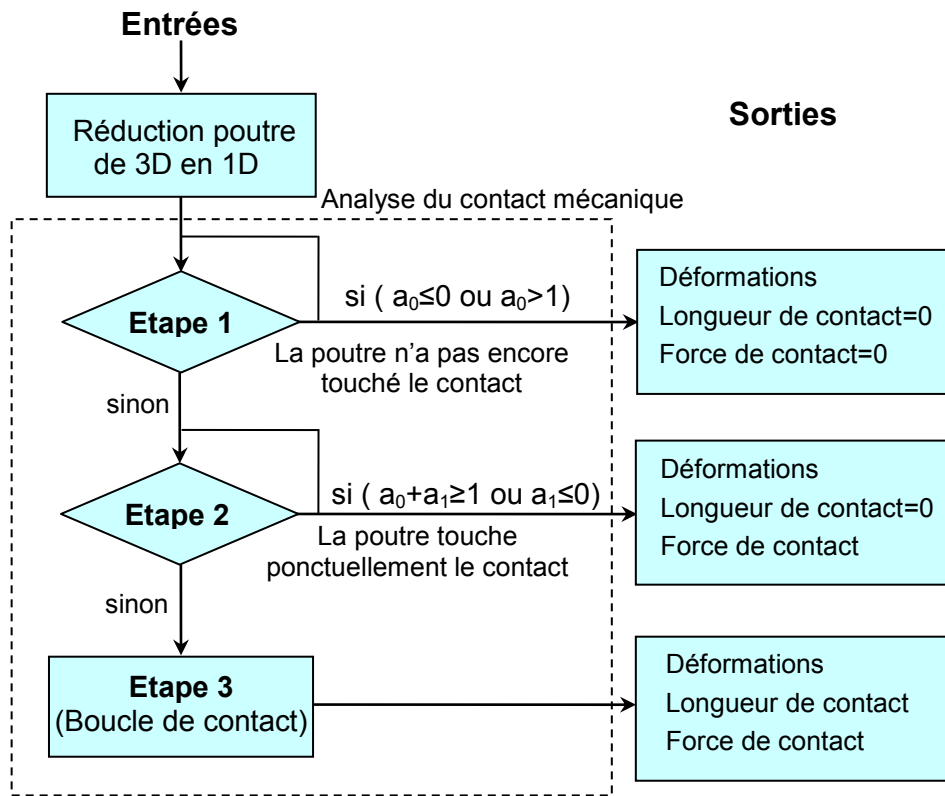 Entrées
Réduction poutre
de 3D en 1D
Sorties
Analyse du contact mécanique
Etape 1
si ( a₀≤0 ou a₀>1)
La poutre n’a pas encore
touché le contact
Déformations
Longueur de contact=0
Force de contact=0
sinon
Etape 2
si ( a₀+a₁≥1 ou a₁≤0)
La poutre touche
ponctuellement le contact
Déformations
Longueur de contact=0
Force de contact
sinon
Etape 3
(Boucle de contact)
Déformations
Longueur de contact
Force de contact